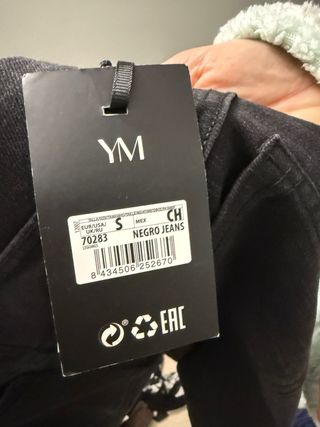 YM
EUR/USA/
UK/RU
S
MEX
CH
70283
NEGRO JEANS
8 434506 252670
EAC